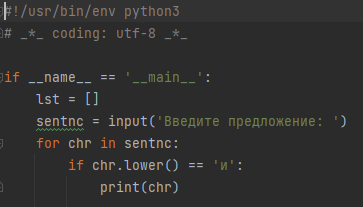 #!/usr/bin/env python3
# _*_ coding: utf-8 _*_
if __name__ == '__main__':
lst = []
sentnc = input('Введите предложение: ')
for chr in sentnc:
if chr.lower() == 'и':
print(chr)